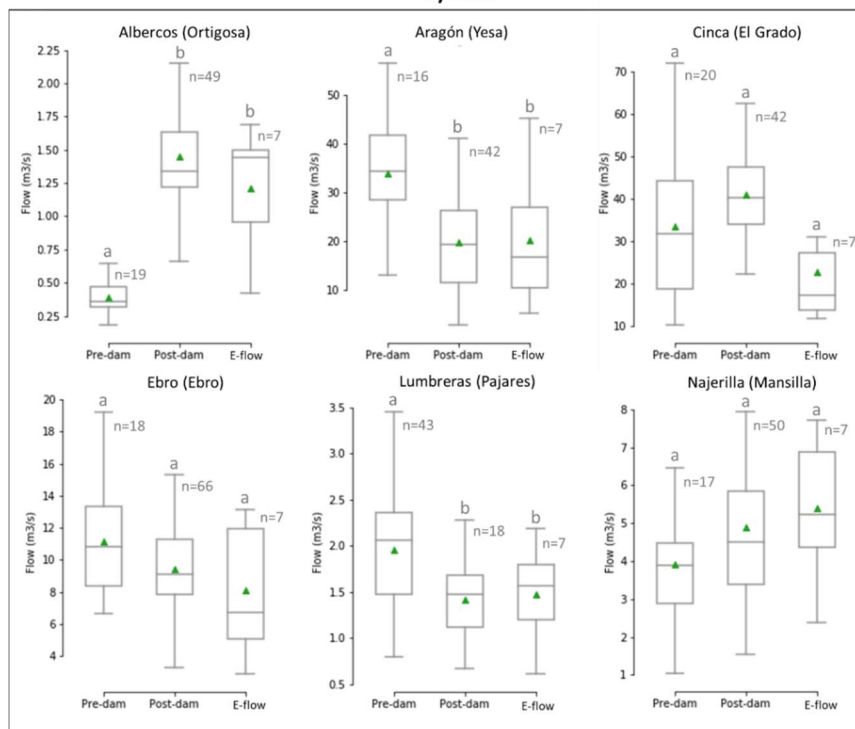 Albercos (Ortigosa)
2.25
2.00
1.75
1.50
1.25
1.00
0.75
0.50
0.25
Flow (m3/s)
a
n=19
b
n=49
b
n=7
Pre-dam
Post-dam
E-flow
Aragón (Yesa)
50
40
30
20
10
Flow (m3/s)
a
n=16
b
n=42
b
n=7
Pre-dam
Post-dam
E-flow
Cinca (El Grado)
70
60
50
40
30
20
10
Flow (m3/s)
a
n=20
a
n=42
a
n=7
Pre-dam
Post-dam
E-flow
Ebro (Ebro)
20
18
16
14
12
10
8
6
4
Flow (m3/s)
a
n=18
a
n=66
a
n=7
Pre-dam
Post-dam
E-flow
Lumbreras (Pajares)
3.5
3.0
2.5
2.0
1.5
1.0
0.5
Flow (m3/s)
a
n=43
b
n=18
b
n=7
Pre-dam
Post-dam
E-flow
Najerilla (Mansilla)
8
7
6
5
4
3
2
1
Flow (m3/s)
a
n=17
a
n=50
a
n=7
Pre-dam
Post-dam
E-flow